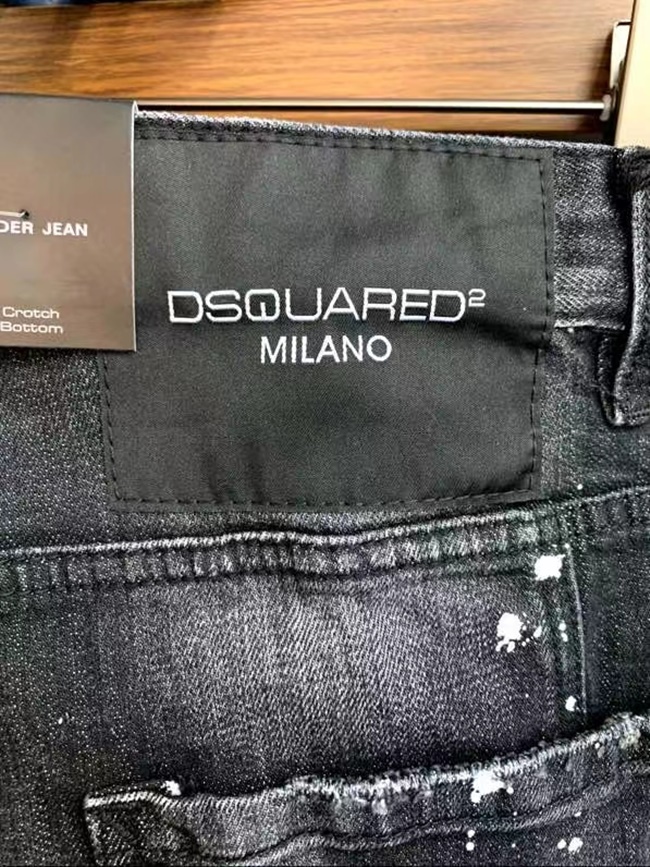 DER JEAN
Crotch
Bottom
DSQUARED²
MILANO